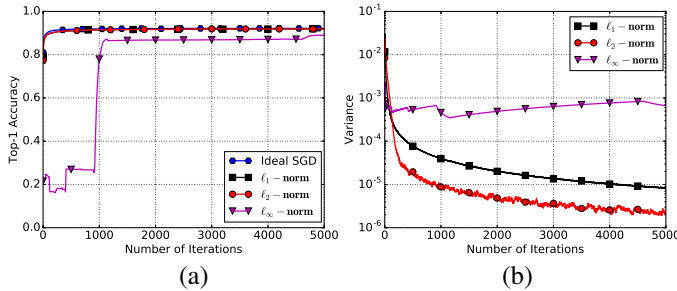 1.0
0.8
0.6
0.4
0.2
0.0
Top-1 Accuracy
0 1000 2000 3000 4000 5000
Number of Iterations
Ideal SGD
ℓ₁ − norm
ℓ₂ − norm
ℓ∞ − norm
(a)
10⁻¹
10⁻²
10⁻³
10⁻⁴
10⁻⁵
10⁻⁶
Variance
0 1000 2000 3000 4000 5000
Number of Iterations
ℓ₁ − norm
ℓ₂ − norm
ℓ∞ − norm
(b)